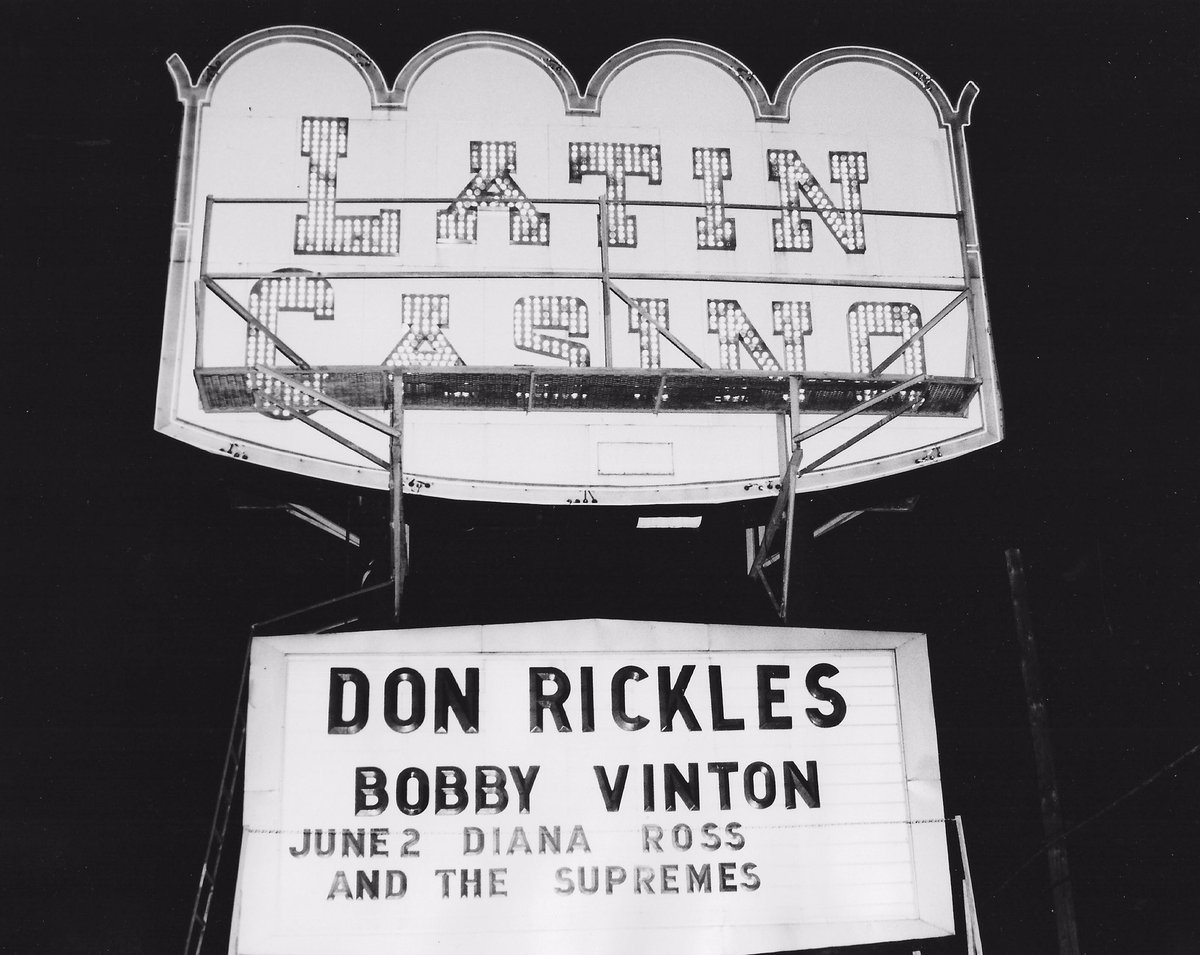 LATIN
CASINO
DON RICKLES
BOBBY VINTON
JUNE 2 DIANA ROSS
AND THE SUPREMES